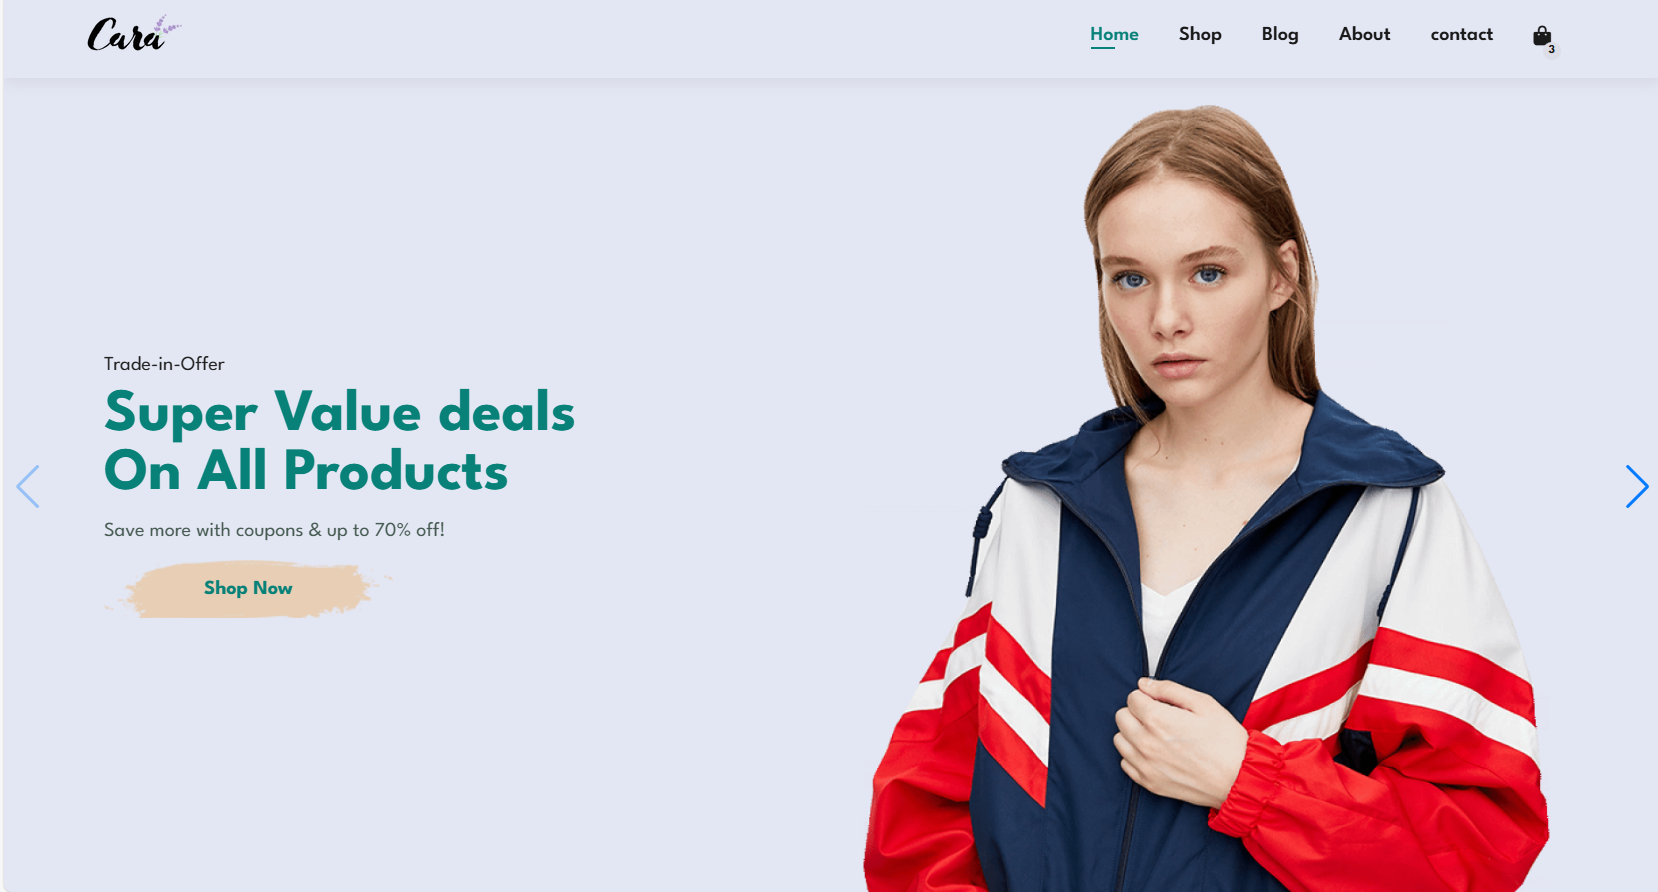 Cara
Home Shop Blog About contact
3
Trade-in-Offer
Super Value deals
On All Products
Save more with coupons & up to 70% off!
Shop Now